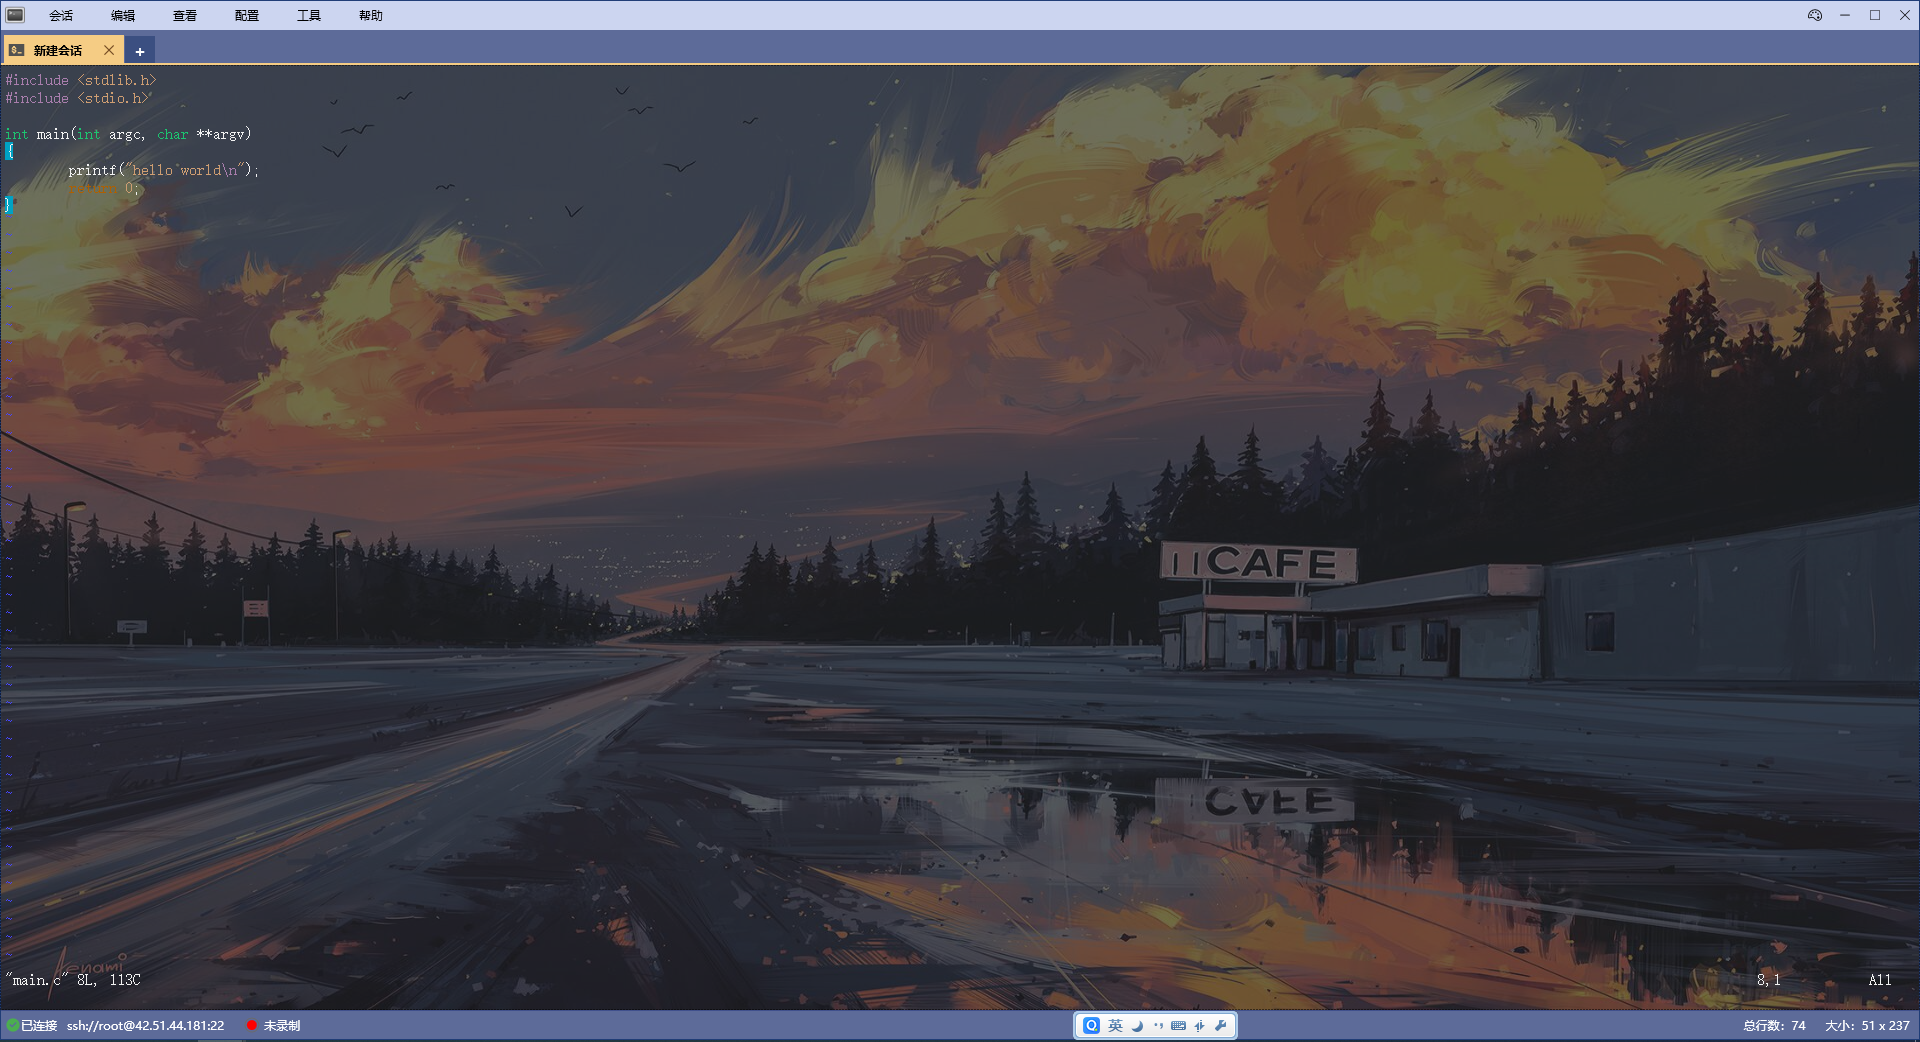 会话 编辑 查看 配置 工具 帮助
新建会话
#include <stdlib.h>
#include <stdio.h>
int main(int argc, char **argv)
{
printf("hello world\n");
return 0;
}
11CAFE
CAFE
"main.c" 8L, 113C 8,1 All
已连接 ssh://root@42.51.44.181:22 未录制 英 总行数: 74 大小: 51 x 237